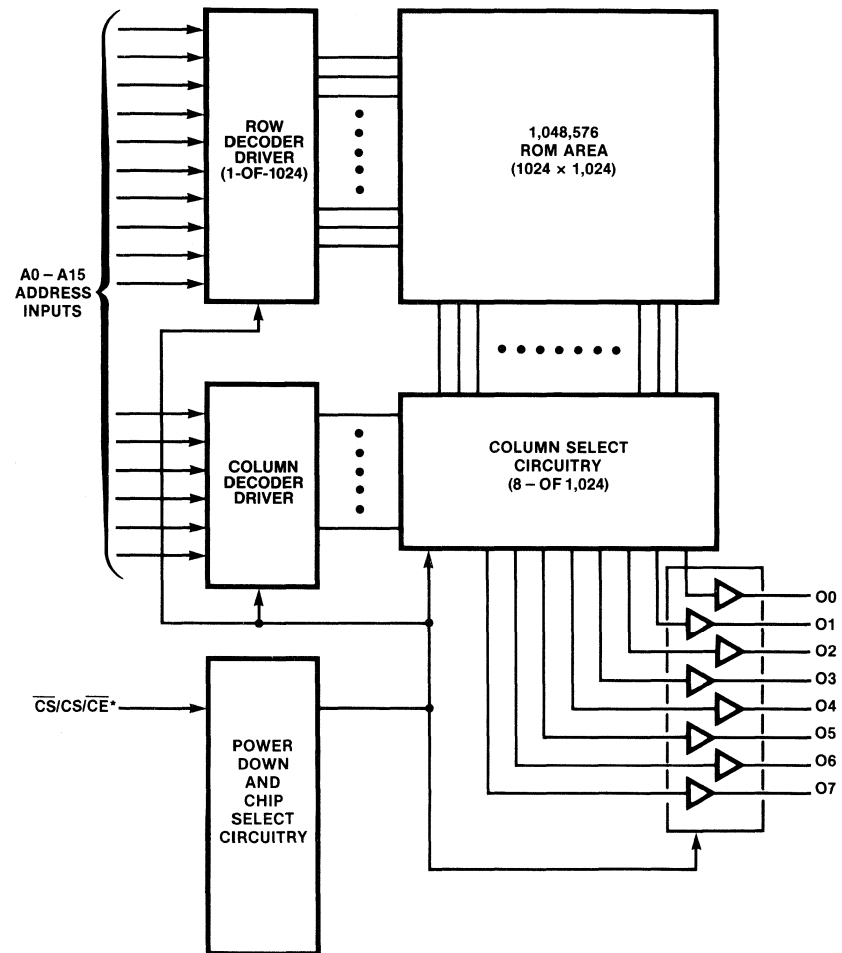 ROW
DECODER
DRIVER
(1-OF-1024)
1,048,576
ROM AREA
(1024 × 1,024)
A0 – A15
ADDRESS
INPUTS
COLUMN
DECODER
DRIVER
COLUMN SELECT
CIRCUITRY
(8 – OF 1,024)
O0
O1
O2
O3
O4
O5
O6
O7
C̅S̅/CS/C̅E̅*
POWER
DOWN
AND
CHIP
SELECT
CIRCUITRY